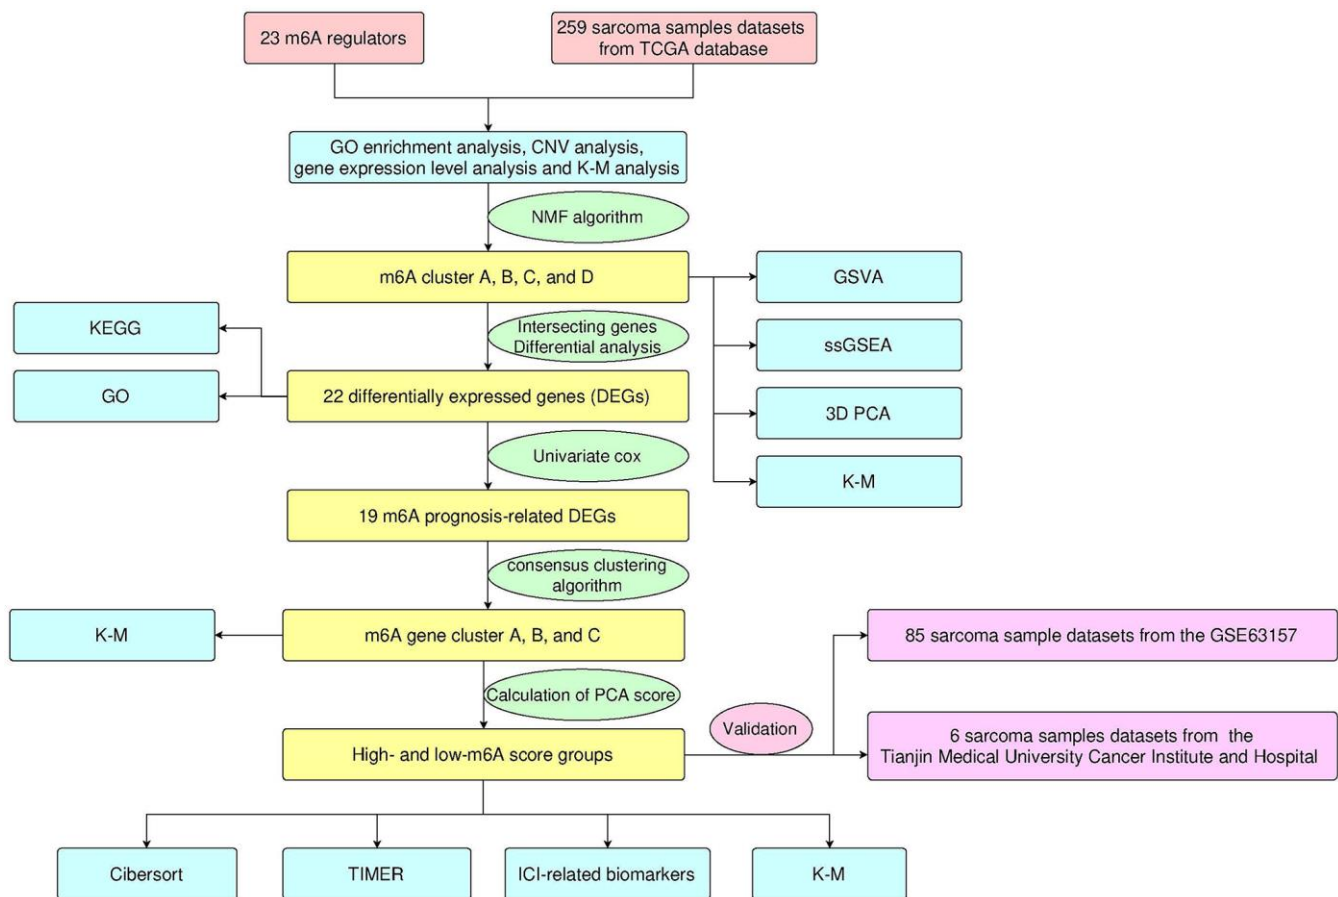 23 m6A regulators
259 sarcoma samples datasets
from TCGA database
GO enrichment analysis, CNV analysis,
gene expression level analysis and K-M analysis
NMF algorithm
m6A cluster A, B, C, and D
GSVA
KEGG
Intersecting genes
Differential analysis
ssGSEA
GO
22 differentially expressed genes (DEGs)
3D PCA
Univariate cox
K-M
19 m6A prognosis-related DEGs
consensus clustering
algorithm
K-M
m6A gene cluster A, B, and C
85 sarcoma sample datasets from the GSE63157
Calculation of PCA score
Validation
High- and low-m6A score groups
6 sarcoma samples datasets from the
Tianjin Medical University Cancer Institute and Hospital
Cibersort
TIMER
ICI-related biomarkers
K-M